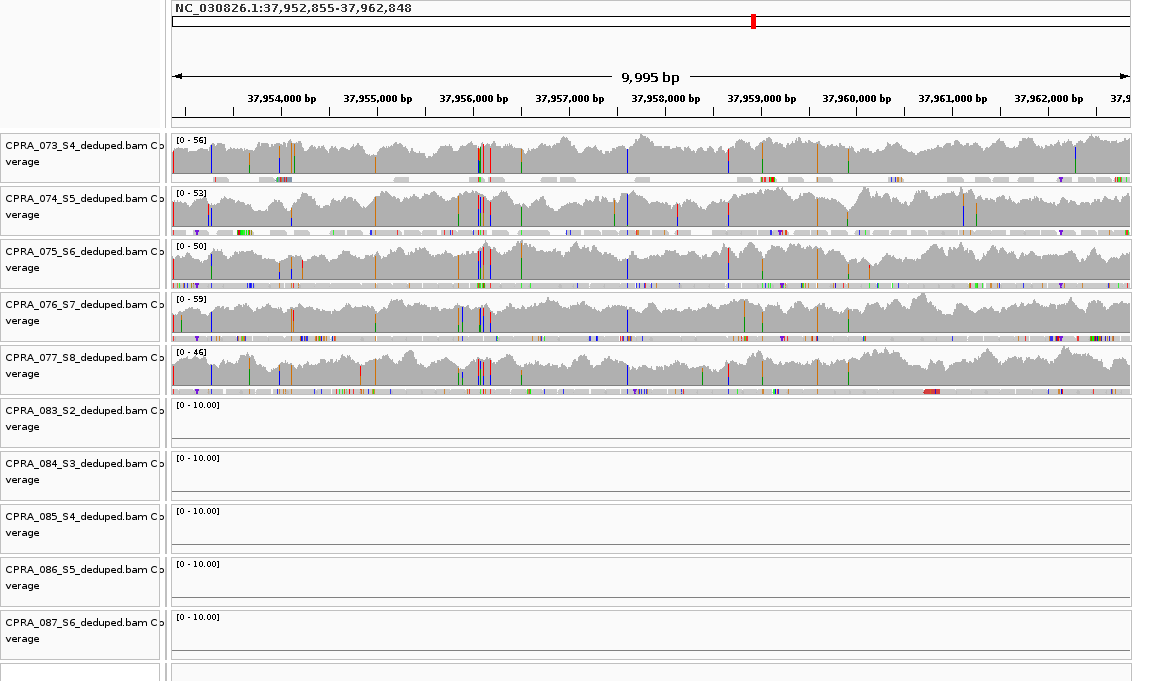 NC_030826.1:37,952,855-37,962,848
9,995 bp
37,954,000 bp 37,955,000 bp 37,956,000 bp 37,957,000 bp 37,958,000 bp 37,959,000 bp 37,960,000 bp 37,961,000 bp 37,962,000 bp 37,9
CPRA_073_S4_deduped.bam Co
verage
[0 - 56]
CPRA_074_S5_deduped.bam Co
verage
[0 - 53]
CPRA_075_S6_deduped.bam Co
verage
[0 - 50]
CPRA_076_S7_deduped.bam Co
verage
[0 - 59]
CPRA_077_S8_deduped.bam Co
verage
[0 - 46]
CPRA_083_S2_deduped.bam Co
verage
[0 - 10.00]
CPRA_084_S3_deduped.bam Co
verage
[0 - 10.00]
CPRA_085_S4_deduped.bam Co
verage
[0 - 10.00]
CPRA_086_S5_deduped.bam Co
verage
[0 - 10.00]
CPRA_087_S6_deduped.bam Co
verage
[0 - 10.00]